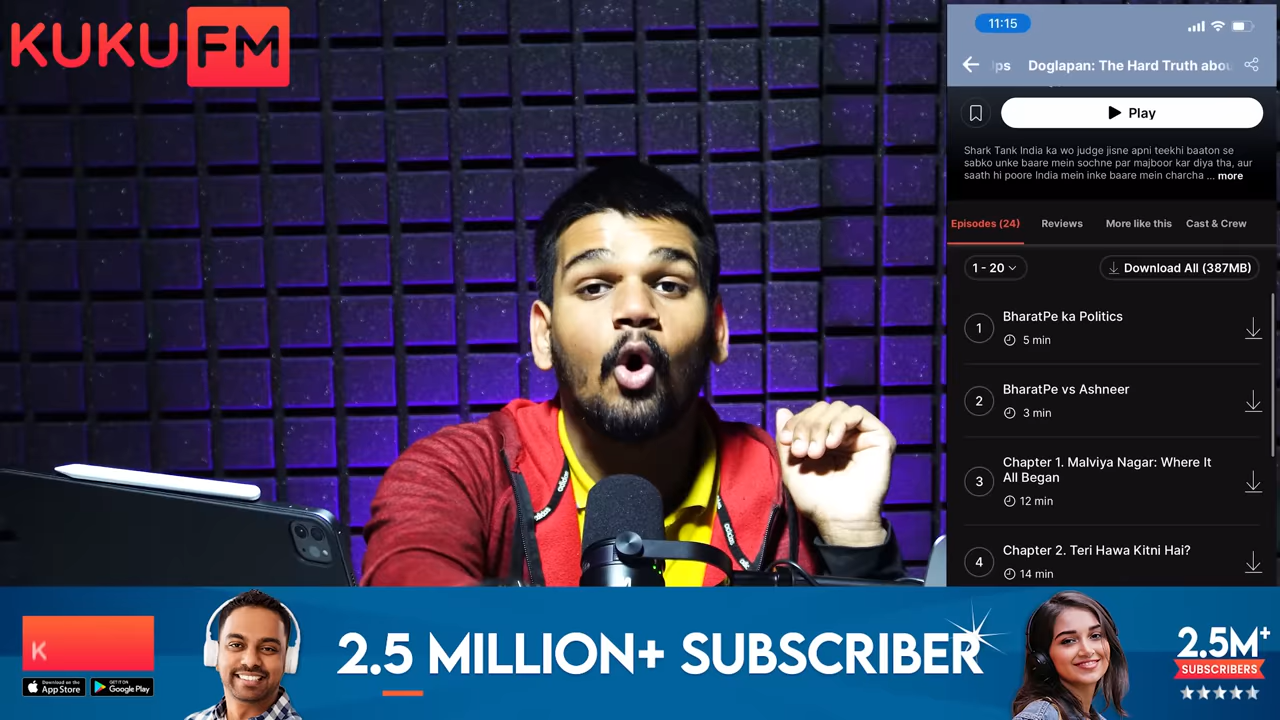 KUKU FM
11:15
Ips Doglapan: The Hard Truth abou
Play
Shark Tank India ka wo judge jisne apni teekhi baaton se
sabko unke baare mein sochne par majboor kar diya tha, aur
saath hi poore India mein inke baare mein charcha ... more
Episodes (24) Reviews More like this Cast & Crew
1 - 20 Download All (387MB)
1 BharatPe ka Politics
5 min
2 BharatPe vs Ashneer
3 min
3 Chapter 1. Malviya Nagar: Where It
All Began
12 min
4 Chapter 2. Teri Hawa Kitni Hai?
14 min
adidas
adidas
K
Download on the
App Store
GET IT ON
Google Play
2.5 MILLION+ SUBSCRIBER
2.5M+
SUBSCRIBERS